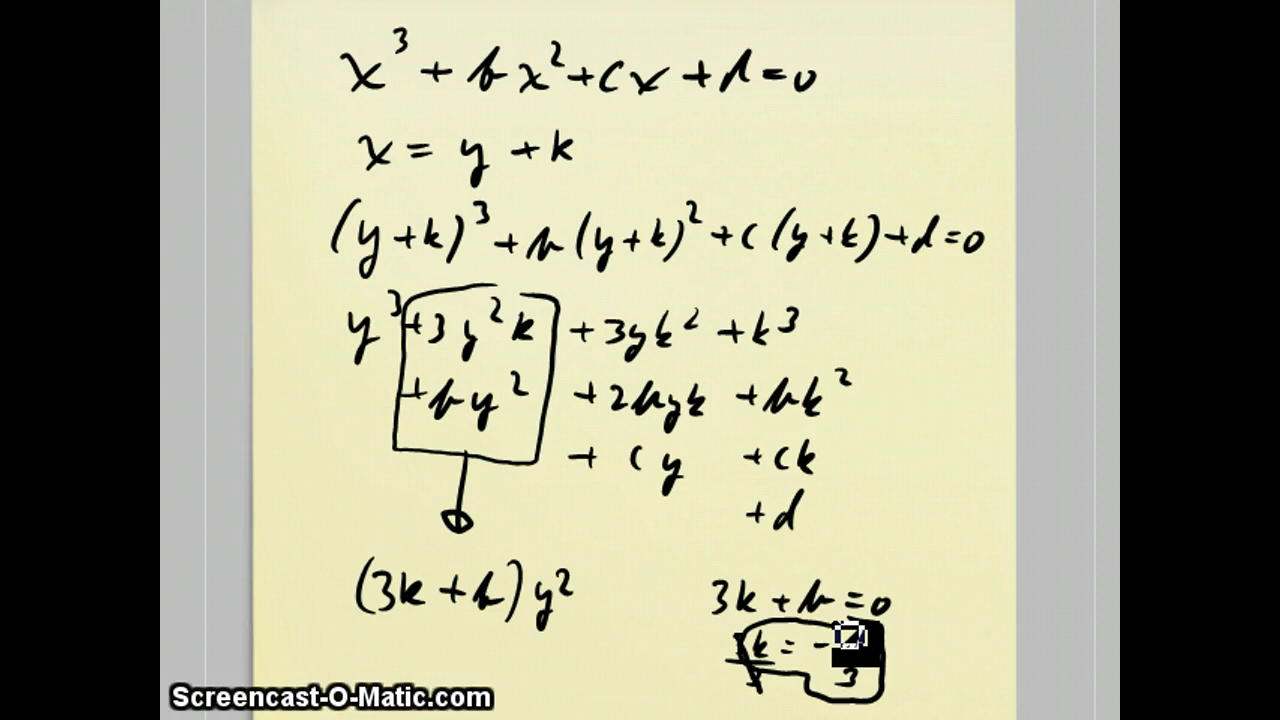 x³ + bx² + cx + d = 0
x = y + k
(y+k)³ + b(y+k)² + c(y+k) + d = 0
y³ + 3y²k + 3yk² + k³
+ by² + 2byk + bk²
+ cy + ck
+ d
(3k + b)y²
3k + b = 0
k = -
3
Screencast-O-Matic.com